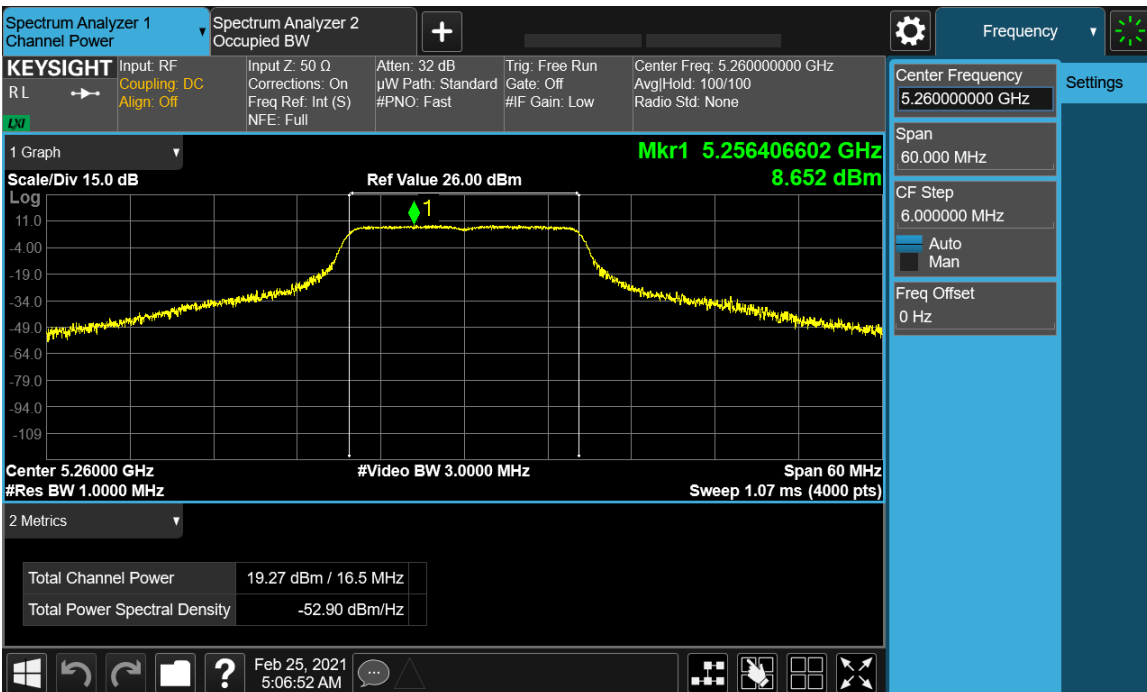 Spectrum Analyzer 1
Channel Power
Spectrum Analyzer 2
Occupied BW
Frequency
KEYSIGHT
R L
LXI
Input: RF
Coupling: DC
Align: Off
Input Z: 50 Ω
Corrections: On
Freq Ref: Int (S)
NFE: Full
Atten: 32 dB
µW Path: Standard
#PNO: Fast
Trig: Free Run
Gate: Off
#IF Gain: Low
Center Freq: 5.260000000 GHz
Avg|Hold: 100/100
Radio Std: None
Center Frequency
5.260000000 GHz
Settings
Span
60.000 MHz
CF Step
6.000000 MHz
Auto
Man
Freq Offset
0 Hz
1 Graph
Mkr1 5.256406602 GHz
8.652 dBm
Scale/Div 15.0 dB
Ref Value 26.00 dBm
Log
1
11.0
-4.00
-19.0
-34.0
-49.0
-64.0
-79.0
-94.0
-109
Center 5.26000 GHz
#Video BW 3.0000 MHz
Span 60 MHz
#Res BW 1.0000 MHz
Sweep 1.07 ms (4000 pts)
2 Metrics
Total Channel Power 19.27 dBm / 16.5 MHz
Total Power Spectral Density -52.90 dBm/Hz
?
Feb 25, 2021
5:06:52 AM